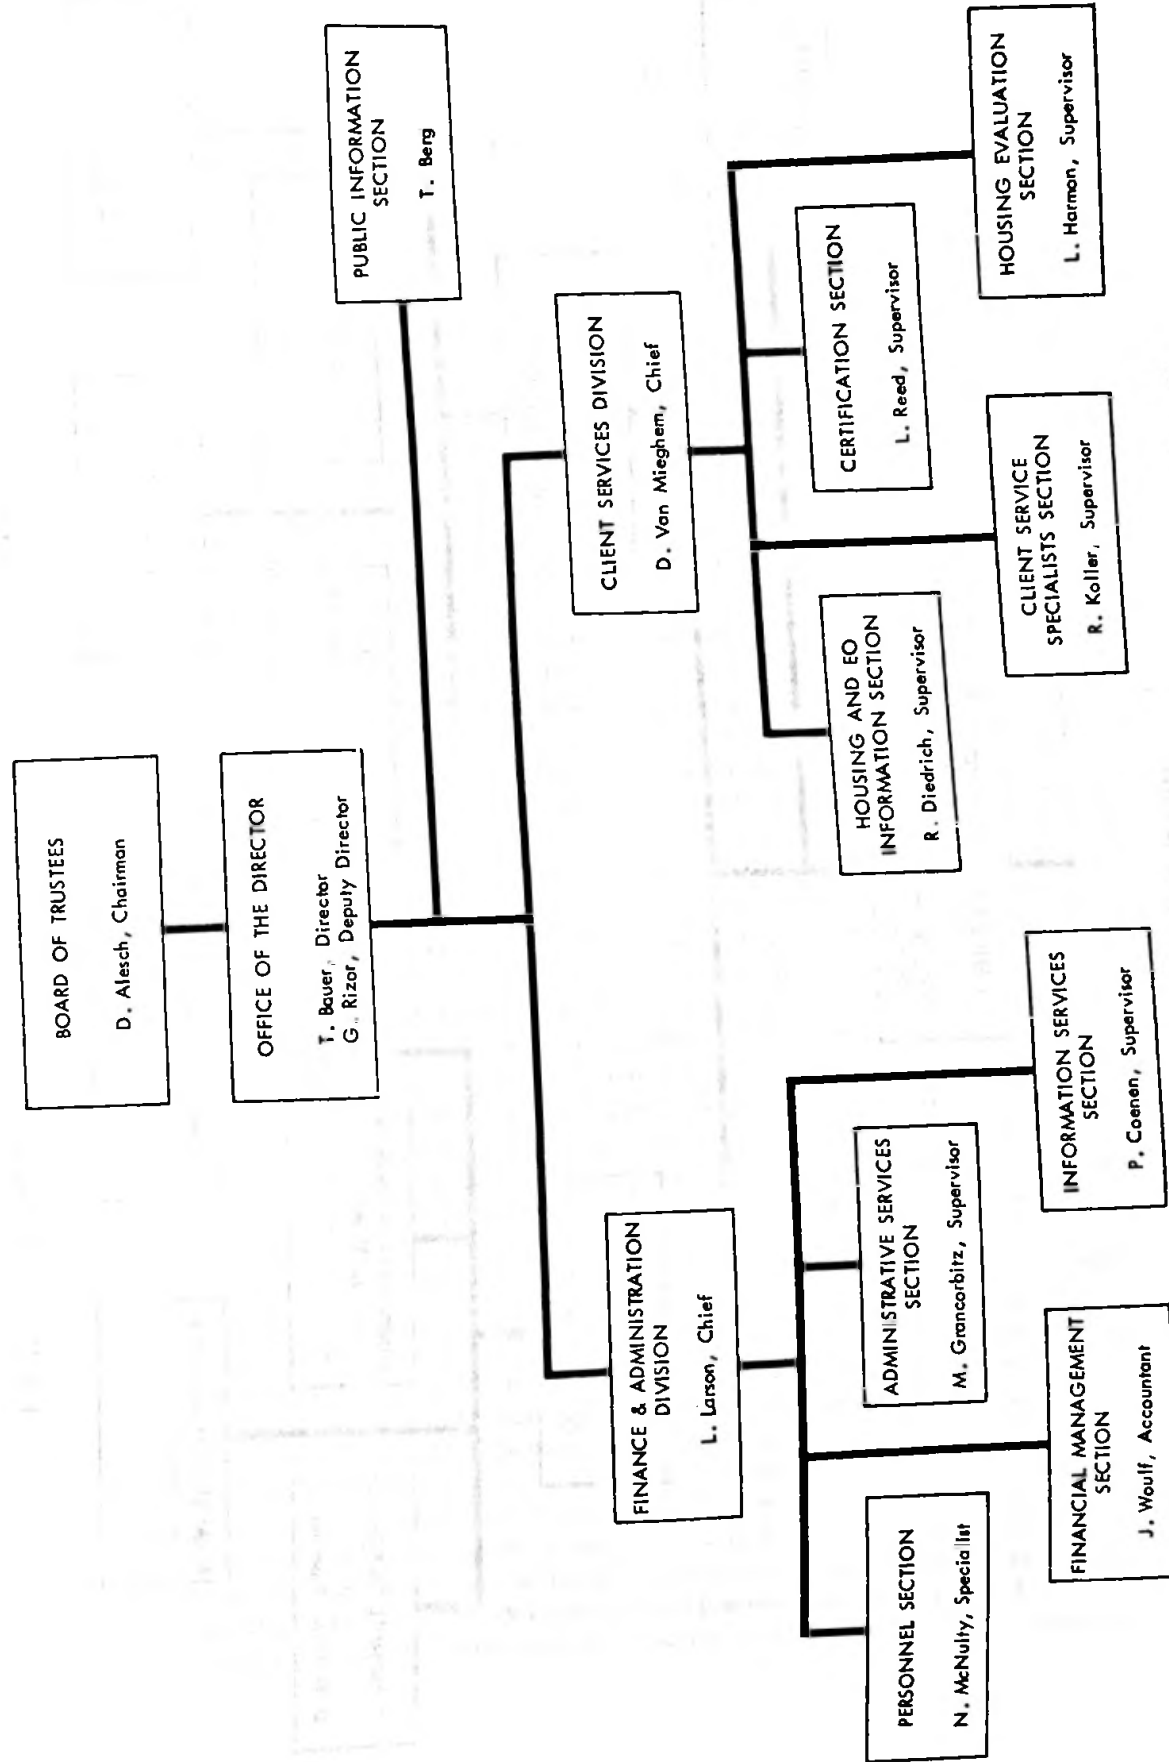 BOARD OF TRUSTEES
D. Alesch, Chairman
OFFICE OF THE DIRECTOR
T. Bauer, Director
G. Rizor, Deputy Director
PUBLIC INFORMATION
SECTION
T. Berg
FINANCE & ADMINISTRATION
DIVISION
L. Larson, Chief
CLIENT SERVICES DIVISION
D. Van Mieghem, Chief
PERSONNEL SECTION
N. McNulty, Specialist
FINANCIAL MANAGEMENT
SECTION
J. Woulf, Accountant
ADMINISTRATIVE SERVICES
SECTION
M. Grancorbitz, Supervisor
INFORMATION SERVICES
SECTION
P. Coenen, Supervisor
HOUSING AND EO
INFORMATION SECTION
R. Diedrich, Supervisor
CLIENT SERVICE
SPECIALISTS SECTION
R. Koller, Supervisor
CERTIFICATION SECTION
L. Reed, Supervisor
HOUSING EVALUATION
SECTION
L. Harmon, Supervisor